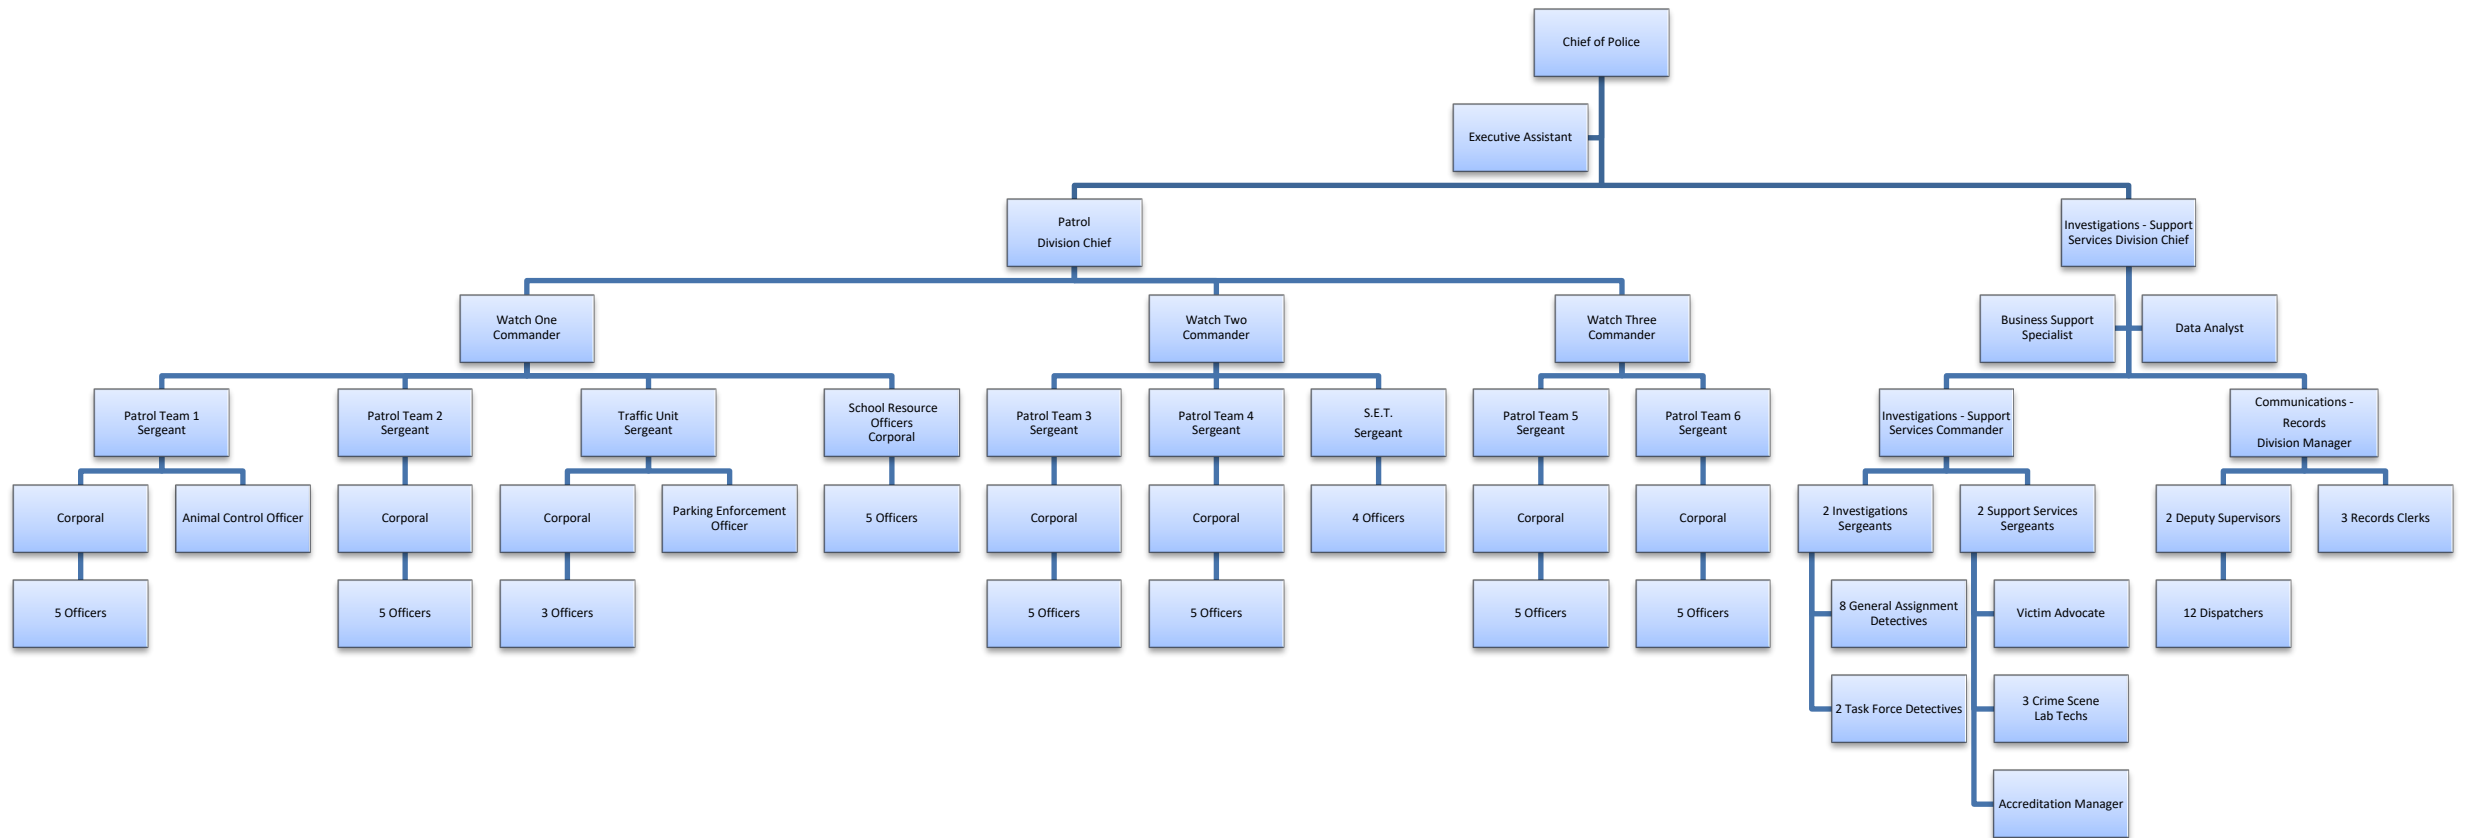 Chief of Police
Executive Assistant
Patrol
Division Chief
Investigations - Support
Services Division Chief
Watch One
Commander
Watch Two
Commander
Watch Three
Commander
Business Support
Specialist
Data Analyst
Patrol Team 1
Sergeant
Patrol Team 2
Sergeant
Traffic Unit
Sergeant
School Resource
Officers
Corporal
Patrol Team 3
Sergeant
Patrol Team 4
Sergeant
S.E.T.
Sergeant
Patrol Team 5
Sergeant
Patrol Team 6
Sergeant
Investigations - Support
Services Commander
Communications -
Records
Division Manager
Corporal
Animal Control Officer
Corporal
Corporal
Parking Enforcement
Officer
5 Officers
Corporal
Corporal
4 Officers
Corporal
Corporal
2 Investigations
Sergeants
2 Support Services
Sergeants
2 Deputy Supervisors
3 Records Clerks
5 Officers
5 Officers
3 Officers
5 Officers
5 Officers
5 Officers
5 Officers
8 General Assignment
Detectives
Victim Advocate
12 Dispatchers
2 Task Force Detectives
3 Crime Scene
Lab Techs
Accreditation Manager